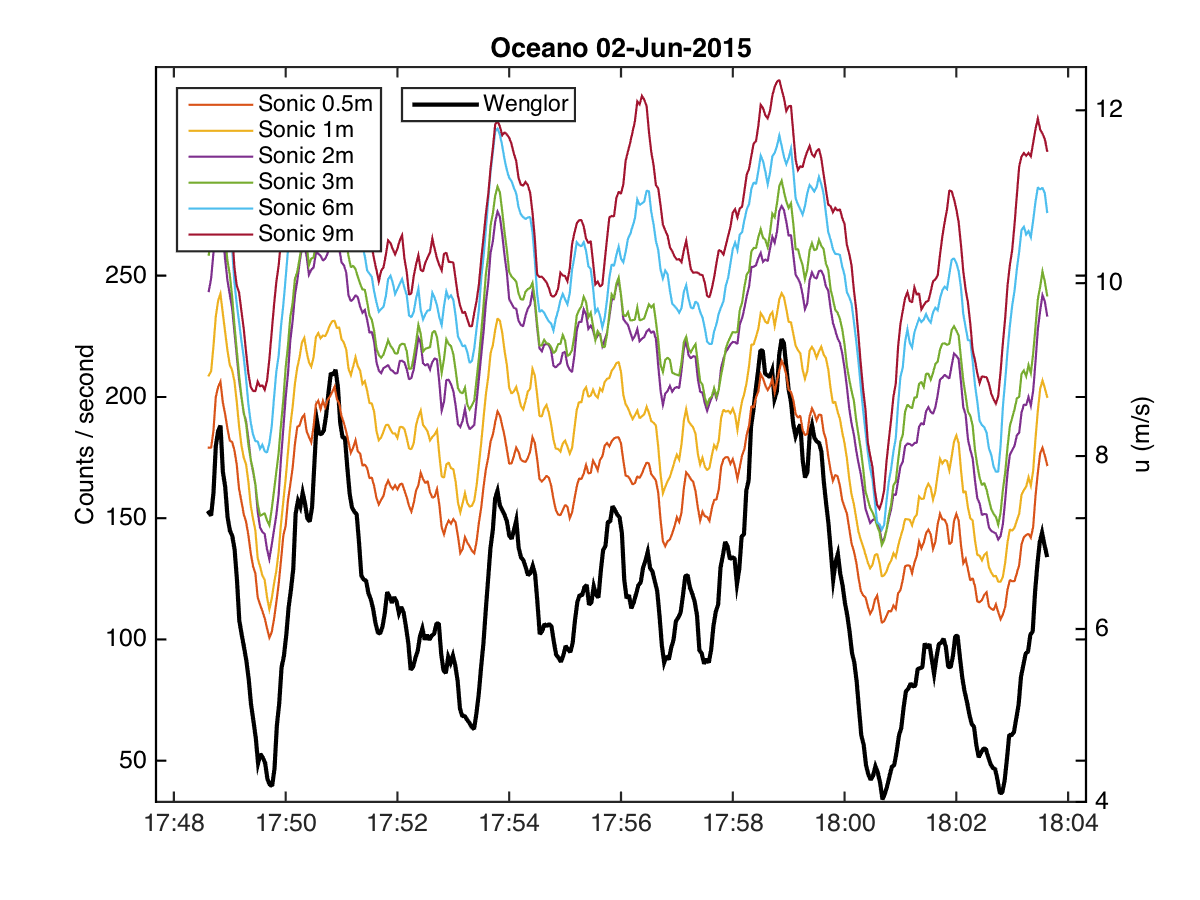 Oceano 02-Jun-2015
Sonic 0.5m
Sonic 1m
Sonic 2m
Sonic 3m
Sonic 6m
Sonic 9m
Wenglor
Counts / second
250
200
150
100
50
12
10
8
6
4
u (m/s)
17:48 17:50 17:52 17:54 17:56 17:58 18:00 18:02 18:04